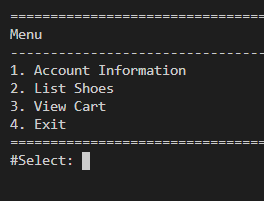 ================================
Menu
--------------------------------
1. Account Information
2. List Shoes
3. View Cart
4. Exit
================================
#Select: